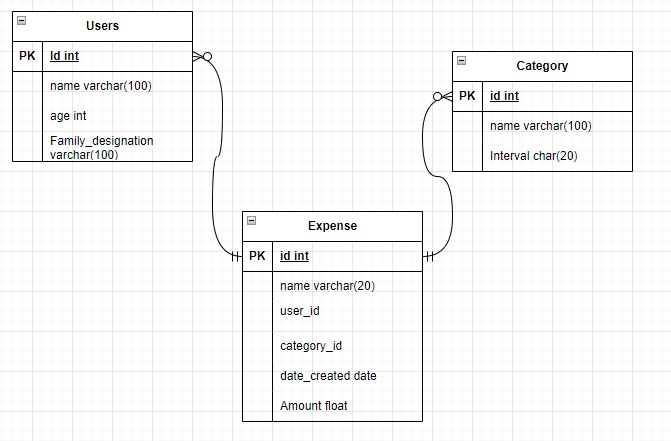 Users
PK Id int
name varchar(100)
age int
Family_designation
varchar(100)
Category
PK id int
name varchar(100)
Interval char(20)
Expense
PK id int
name varchar(20)
user_id
category_id
date_created date
Amount float